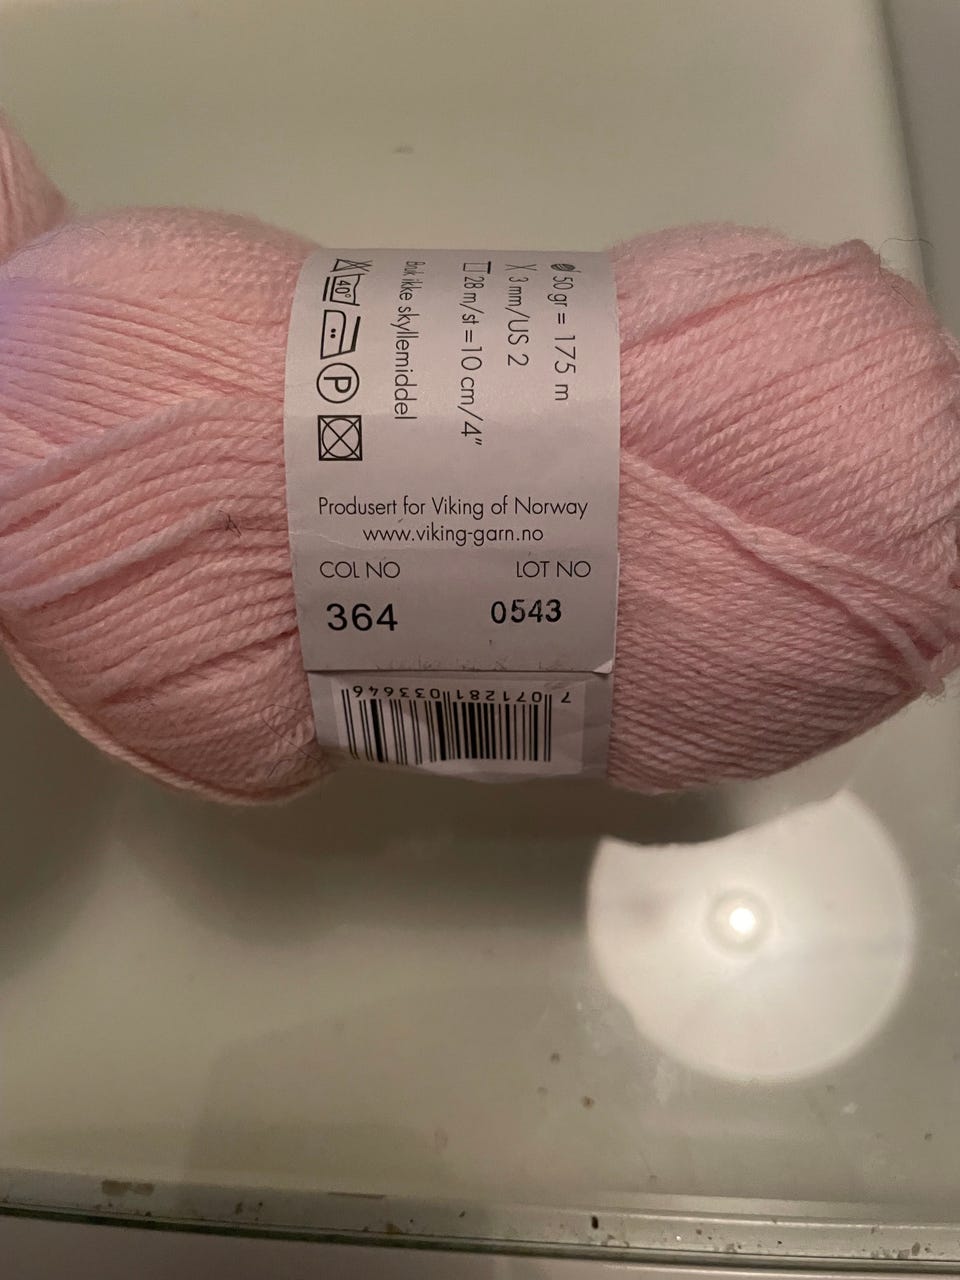 50 gr = 175 m
3 mm/US 2
28 m/st = 10 cm/4"
Bruk ikke skyllemiddel
40°
P
Produsert for Viking of Norway
www.viking-garn.no
COL NO LOT NO
364 0543
7 071281 033646